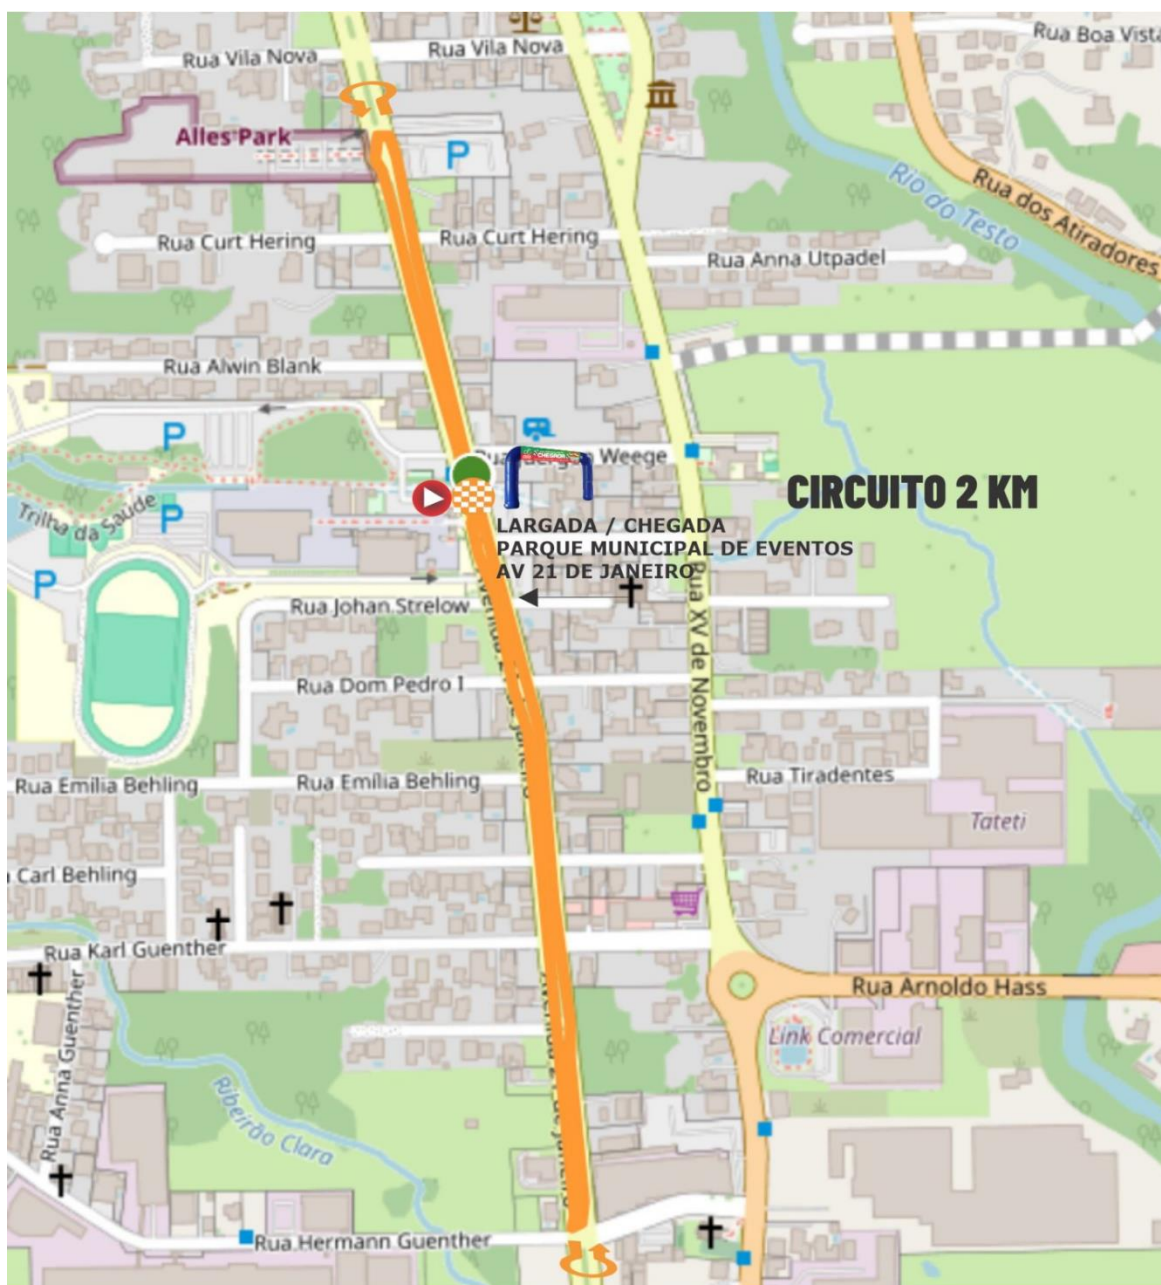 Rua Vila Nova
Rua Vila Nova
Rua Boa Vista
Alles Park
P
Rio do Testo
Rua dos Atiradores
Rua Curt Hering
Rua Curt Hering
Rua Anna Utpadel
Rua Alwin Blank
P
CHEGADA
Weege
CIRCUITO 2 KM
Trilha da Saúde
P
LARGADA / CHEGADA
PARQUE MUNICIPAL DE EVENTOS
AV 21 DE JANEIRO
P
Rua Johan Strelow
Rua XV de Novembro
Rua Dom Pedro I
Rua Emília Behling
Rua Emília Behling
Rua Tiradentes
Tateti
Carl Behling
Rua Karl Guenther
Rua Arnoldo Hass
Rua Anna Guenther
Link Comercial
Ribeirão Clara
Rua Hermann Guenther